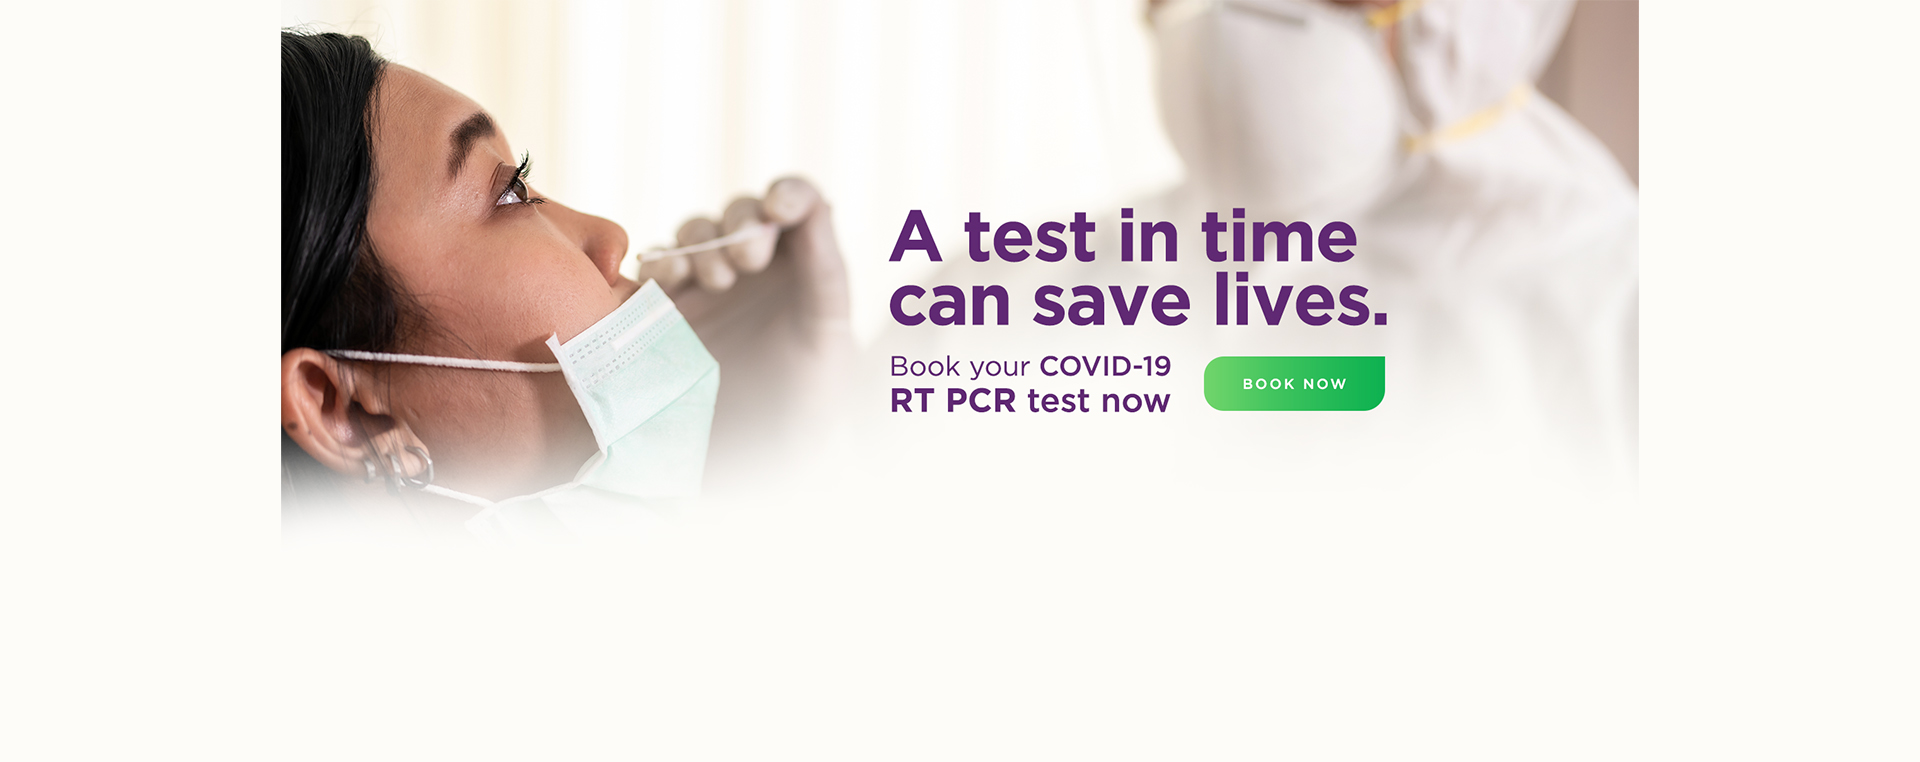 A test in time
can save lives.
Book your COVID-19
RT PCR test now
BOOK NOW